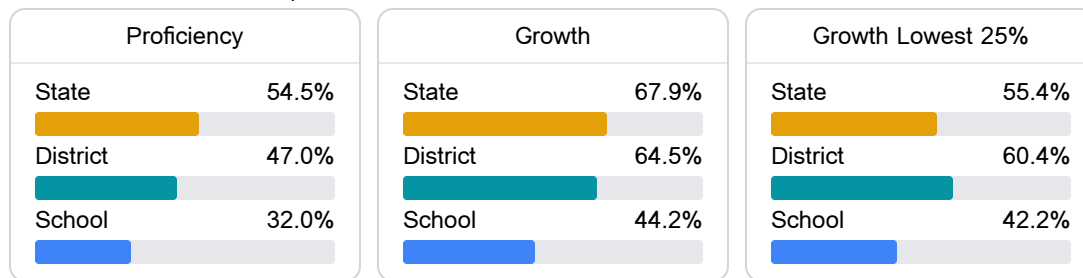 Proficiency
State 54.5%
District 47.0%
School 32.0%
Growth
State 67.9%
District 64.5%
School 44.2%
Growth Lowest 25%
State 55.4%
District 60.4%
School 42.2%